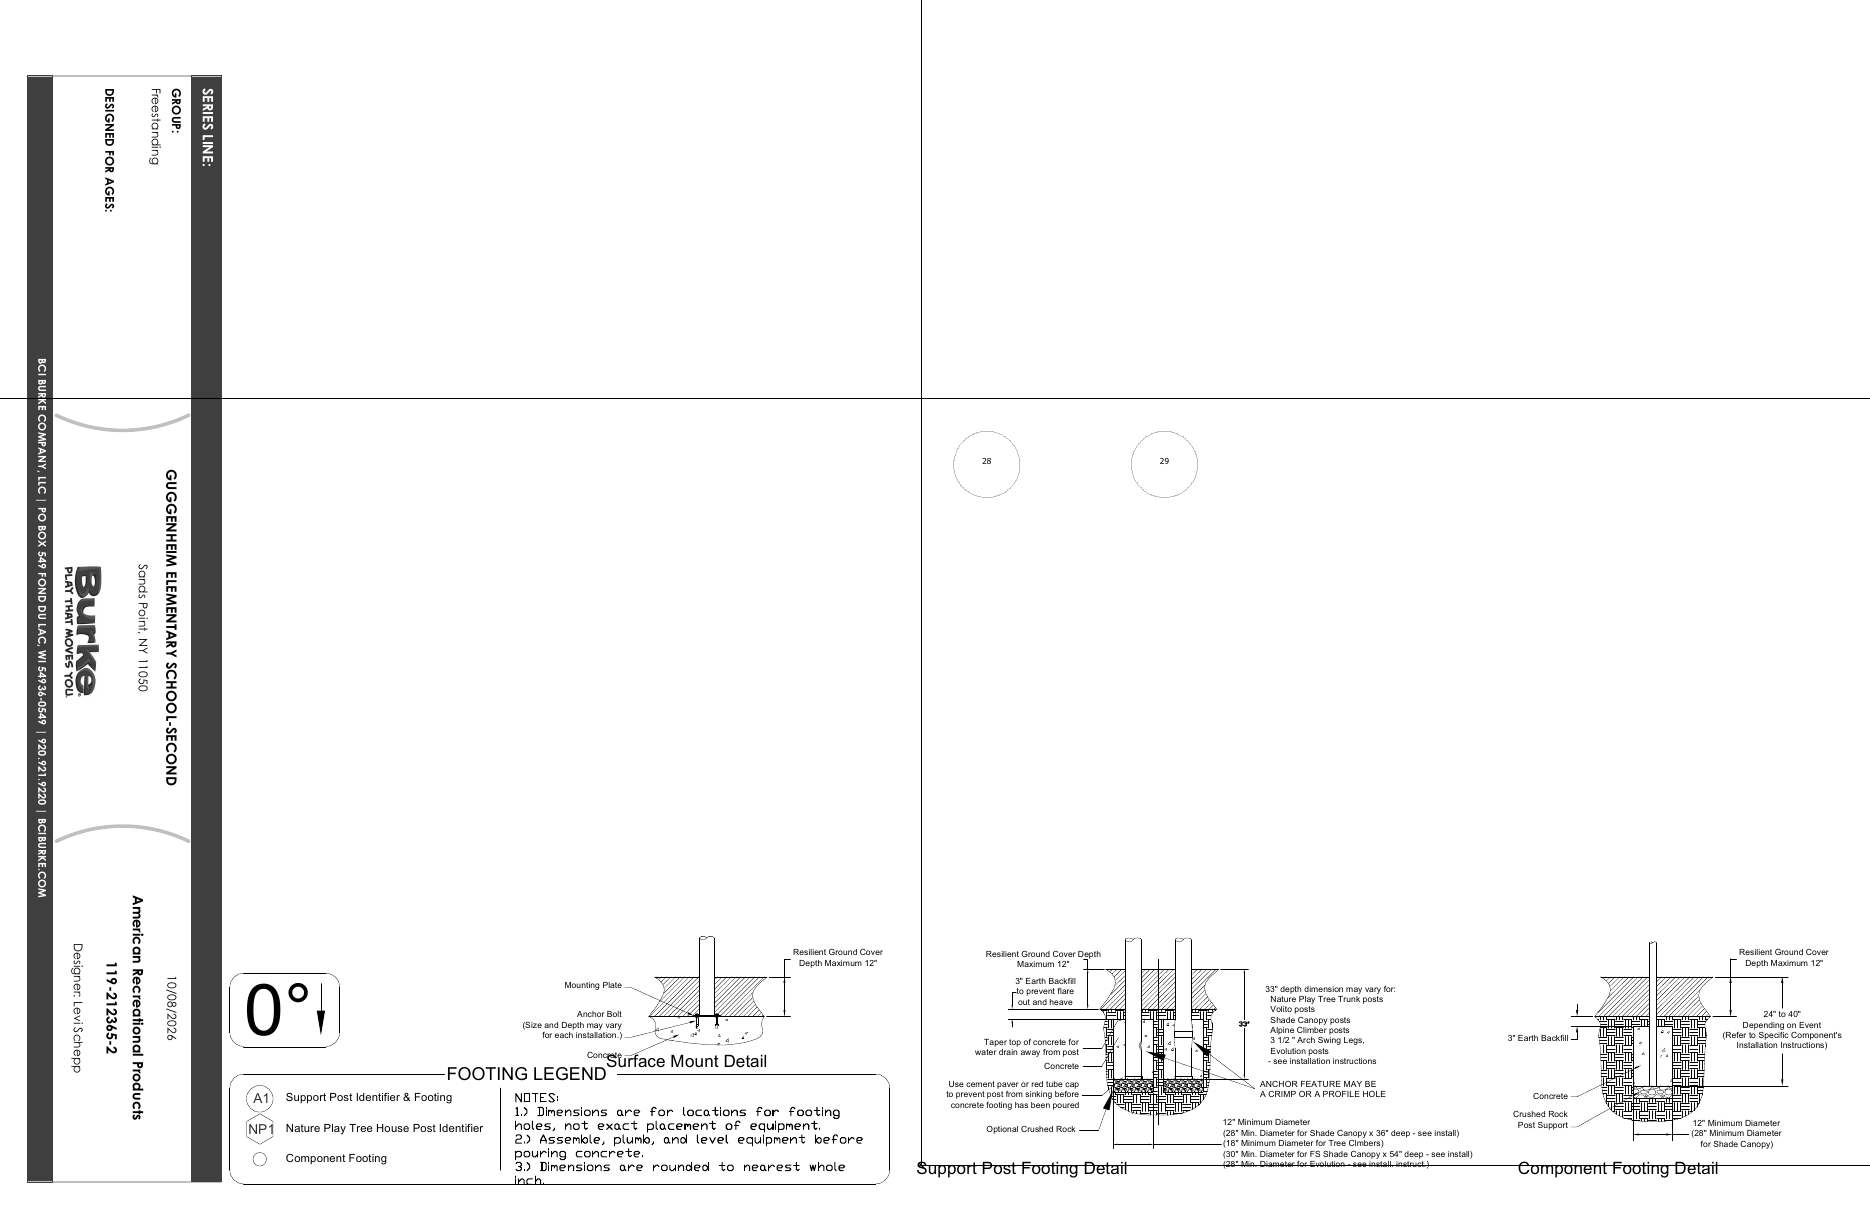 SERIES LINE:
GROUP:
Freestanding
DESIGNED FOR AGES:
GUGGENHEIM ELEMENTARY SCHOOL-SECOND
Sands Point, NY 11050
Burke
PLAY THAT MOVES YOU.
10/08/2026
American Recreational Products
119-212365-2
Designer: Levi Schepp
BCI BURKE COMPANY, LLC | PO BOX 549 FOND DU LAC, WI 54936-0549 | 920.921.9220 | BCIBURKE.COM
28
29
0°
Resilient Ground Cover
Depth Maximum 12"
Mounting Plate
Anchor Bolt
(Size and Depth may vary
for each installation.)
Concrete
Surface Mount Detail
FOOTING LEGEND
A1 Support Post Identifier & Footing
NP1 Nature Play Tree House Post Identifier
Component Footing
NOTES:
1.) Dimensions are for locations for footing
holes, not exact placement of equipment.
2.) Assemble, plumb, and level equipment before
pouring concrete.
3.) Dimensions are rounded to nearest whole
inch.
Resilient Ground Cover Depth
Maximum 12"
3" Earth Backfill
to prevent flare
out and heave
Taper top of concrete for
water drain away from post
Concrete
Use cement paver or red tube cap
to prevent post from sinking before
concrete footing has been poured
Optional Crushed Rock
33"
33" depth dimension may vary for:
Nature Play Tree Trunk posts
Volito posts
Shade Canopy posts
Alpine Climber posts
3 1/2 " Arch Swing Legs,
Evolution posts
- see installation instructions
ANCHOR FEATURE MAY BE
A CRIMP OR A PROFILE HOLE
12" Minimum Diameter
(28" Min. Diameter for Shade Canopy x 36" deep - see install)
(18" Minimum Diameter for Tree Clmbers)
(30" Min. Diameter for FS Shade Canopy x 54" deep - see install)
(28" Min. Diameter for Evolution - see install. instruct.)
Support Post Footing Detail
Resilient Ground Cover
Depth Maximum 12"
24" to 40"
Depending on Event
(Refer to Specific Component's
Installation Instructions)
3" Earth Backfill
Concrete
Crushed Rock
Post Support
12" Minimum Diameter
(28" Minimum Diameter
for Shade Canopy)
Component Footing Detail